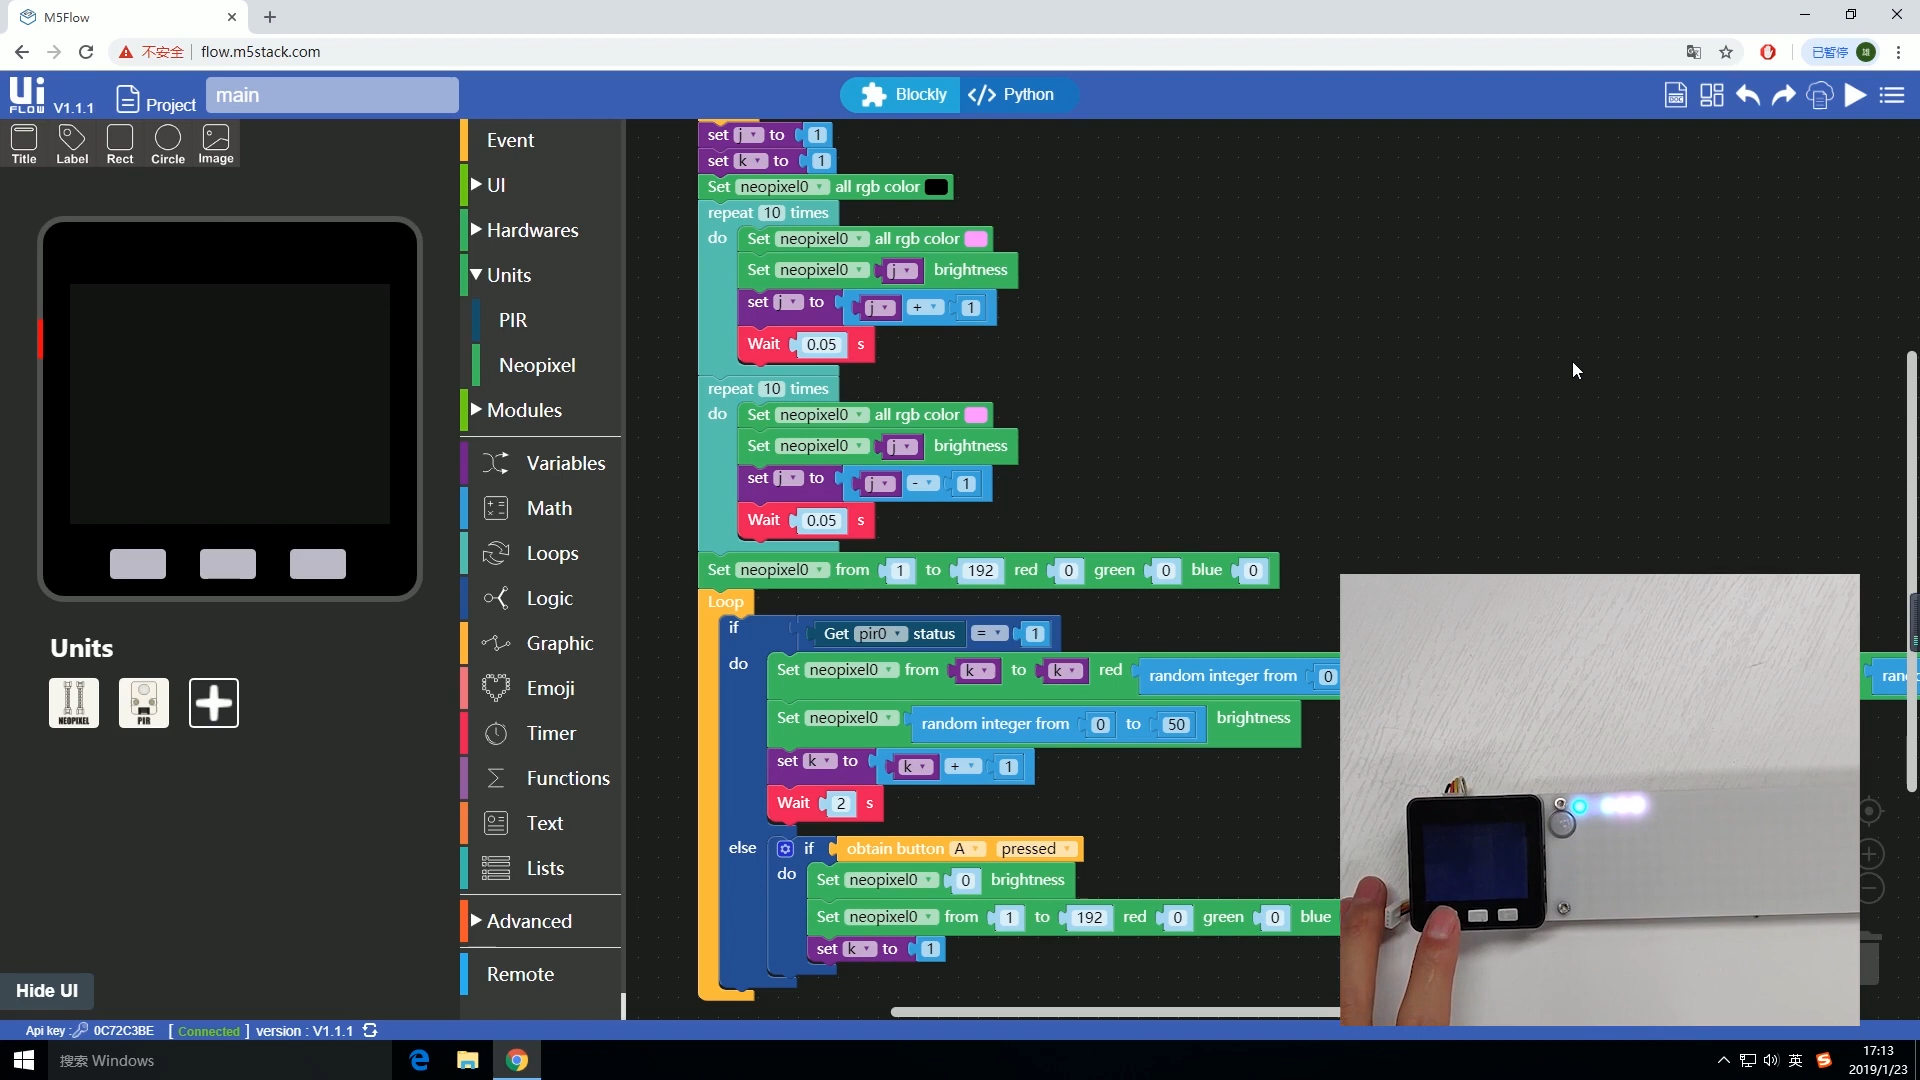 M5Flow
不安全 flow.m5stack.com 已暂停 雄
Ui FLOW V1.1.1 Project main Blockly Python
Title Label Rect Circle Image
Event
UI
Hardwares
Units
PIR
Neopixel
Modules
Variables
Math
Loops
Logic
Graphic
Emoji
Timer
Functions
Text
Lists
Advanced
Remote
Units
NEOPIXEL PIR
Hide UI
set j to 1
set k to 1
Set neopixel0 all rgb color
repeat 10 times
do Set neopixel0 all rgb color
Set neopixel0 j brightness
set j to j + 1
Wait 0.05 s
repeat 10 times
do Set neopixel0 all rgb color
Set neopixel0 j brightness
set j to j - 1
Wait 0.05 s
Set neopixel0 from 1 to 192 red 0 green 0 blue 0
Loop
if Get pir0 status = 1
do Set neopixel0 from k to k red random integer from 0
Set neopixel0 random integer from 0 to 50 brightness
set k to k + 1
Wait 2 s
else if obtain button A pressed
do Set neopixel0 0 brightness
Set neopixel0 from 1 to 192 red 0 green 0 blue
set k to 1
Api key : 0C72C3BE [ Connected ] version : V1.1.1
搜索 Windows
英
17:13
2019/1/23